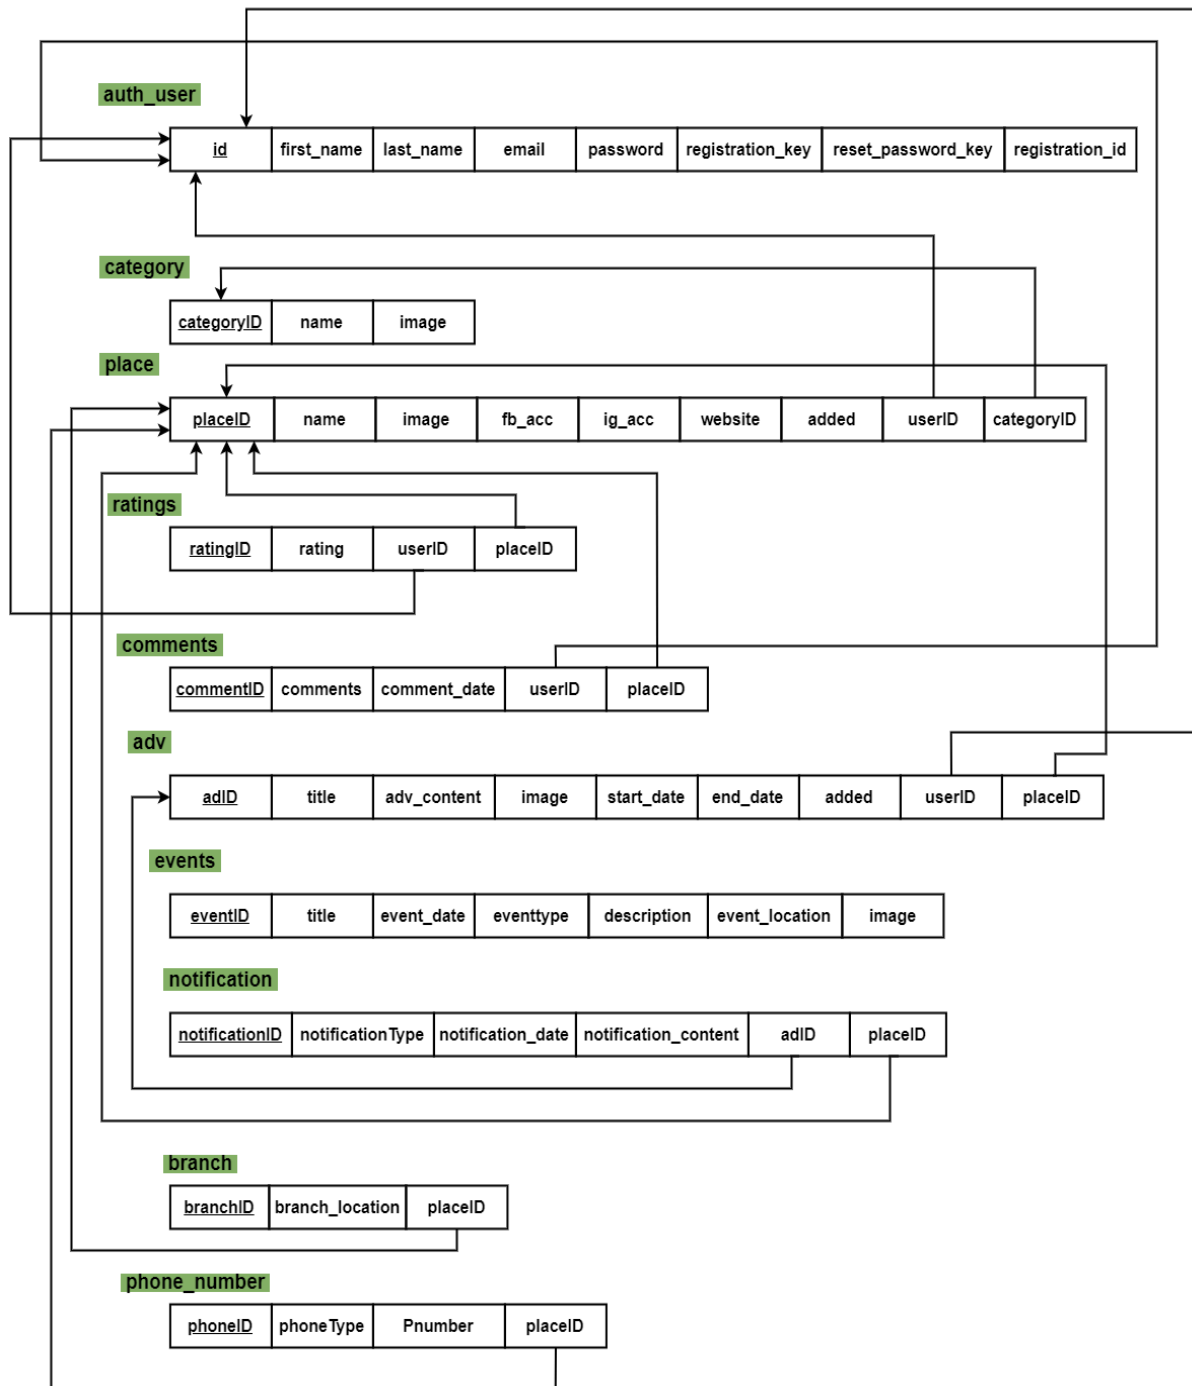 auth_user
id first_name last_name email password registration_key reset_password_key registration_id
category
categoryID name image
place
placeID name image fb_acc ig_acc website added userID categoryID
ratings
ratingID rating userID placeID
comments
commentID comments comment_date userID placeID
adv
adID title adv_content image start_date end_date added userID placeID
events
eventID title event_date eventtype description event_location image
notification
notificationID notificationType notification_date notification_content adID placeID
branch
branchID branch_location placeID
phone_number
phoneID phoneType Pnumber placeID